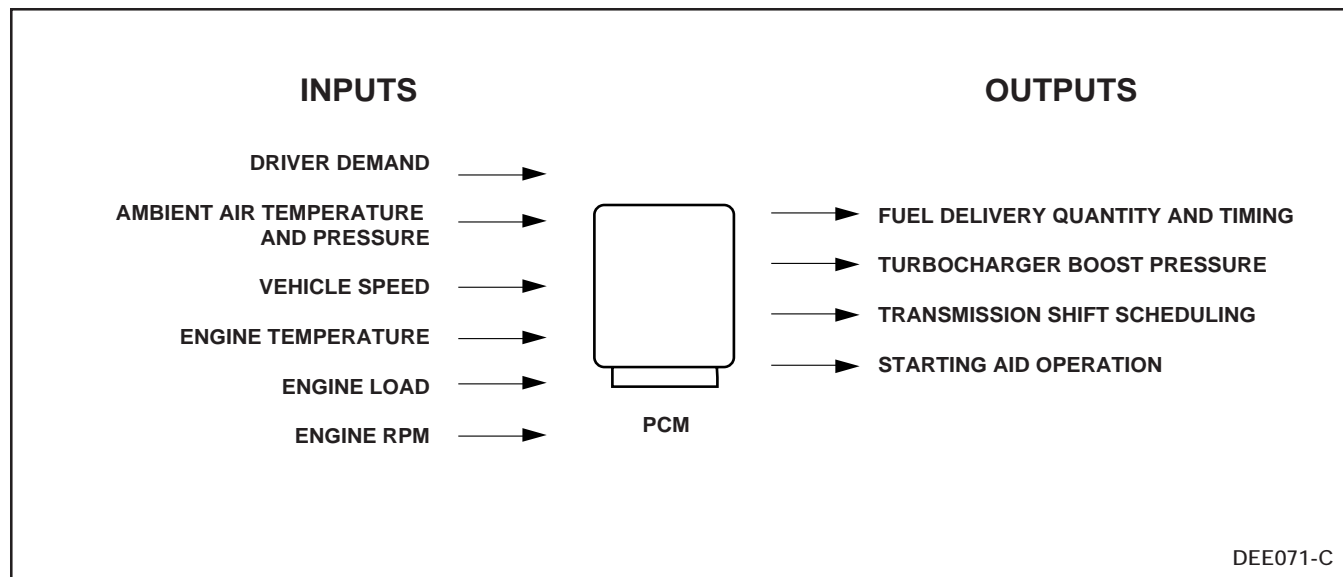 INPUTS
DRIVER DEMAND
AMBIENT AIR TEMPERATURE
AND PRESSURE
VEHICLE SPEED
ENGINE TEMPERATURE
ENGINE LOAD
ENGINE RPM
PCM
OUTPUTS
FUEL DELIVERY QUANTITY AND TIMING
TURBOCHARGER BOOST PRESSURE
TRANSMISSION SHIFT SCHEDULING
STARTING AID OPERATION
DEE071-C